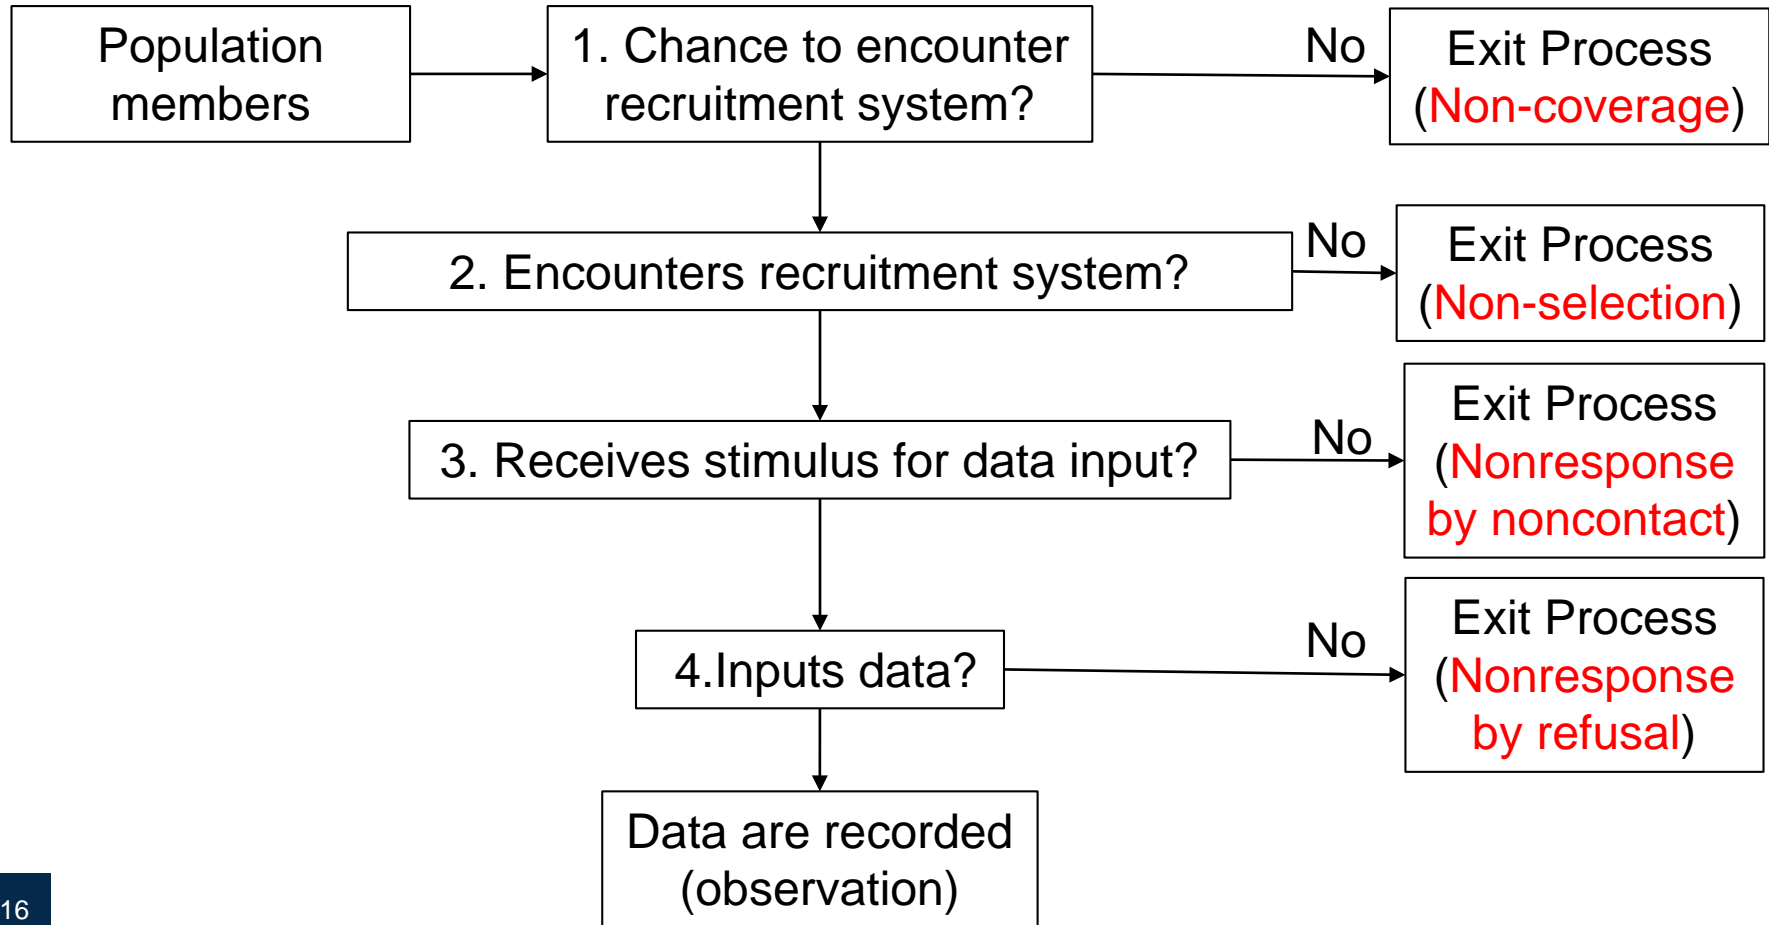 Population
members
1. Chance to encounter
recruitment system?
No
Exit Process
(Non-coverage)
2. Encounters recruitment system?
No
Exit Process
(Non-selection)
3. Receives stimulus for data input?
No
Exit Process
(Nonresponse
by noncontact)
4.Inputs data?
No
Exit Process
(Nonresponse
by refusal)
Data are recorded
(observation)
16